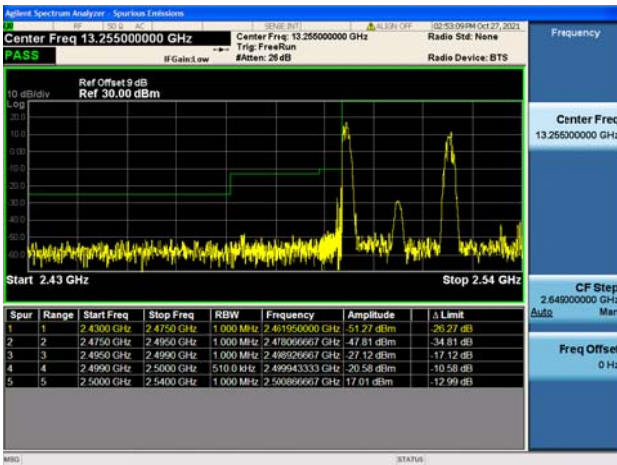 Agilent Spectrum Analyzer - Spurious Emissions
RF 50 Ω AC SENSE:INT ALIGN OFF 02:53:09 PM Oct 27, 2021
Center Freq 13.255000000 GHz
Center Freq: 13.255000000 GHz
Radio Std: None
Trig: FreeRun
PASS
IFGain:Low
#Atten: 26 dB
Radio Device: BTS
Ref Offset 9 dB
10 dB/div Ref 30.00 dBm
Log
20.0
10.0
0.00
-10.0
-20.0
-30.0
-40.0
-50.0
-60.0
Start 2.43 GHz Stop 2.54 GHz
Spur Range Start Freq Stop Freq RBW Frequency Amplitude Δ Limit
1 1 2.4300 GHz 2.4750 GHz 1.000 MHz 2.461950000 GHz -51.27 dBm -26.27 dB
2 2 2.4750 GHz 2.4950 GHz 1.000 MHz 2.478066667 GHz -47.81 dBm -34.81 dB
3 3 2.4950 GHz 2.4990 GHz 1.000 MHz 2.498926667 GHz -27.12 dBm -17.12 dB
4 4 2.4990 GHz 2.5000 GHz 510.0 kHz 2.499943333 GHz -20.58 dBm -10.58 dB
5 5 2.5000 GHz 2.5400 GHz 1.000 MHz 2.500866667 GHz 17.01 dBm -12.99 dB
Frequency
Center Freq
13.255000000 GHz
CF Step
2.649000000 GHz
Auto Man
Freq Offset
0 Hz
MSG STATUS